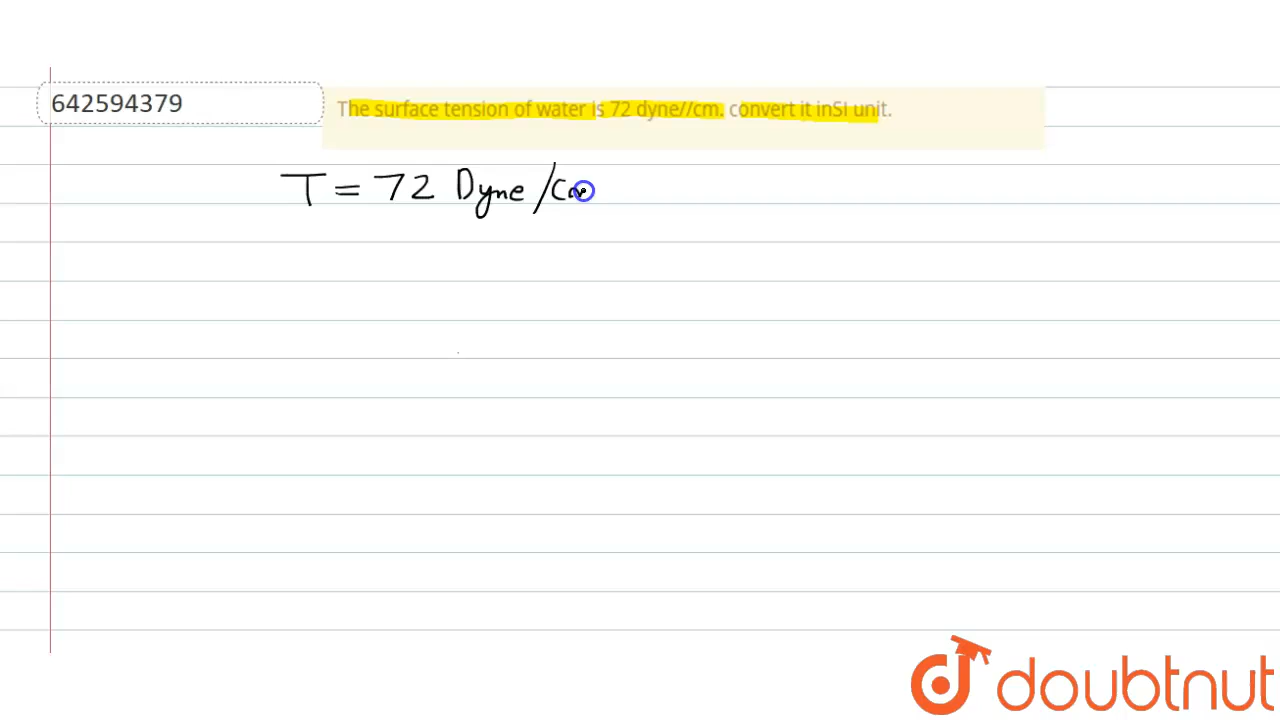 642594379
The surface tension of water is 72 dyne//cm. convert it inSI unit.
T = 72 Dyne /Cm
doubtnut